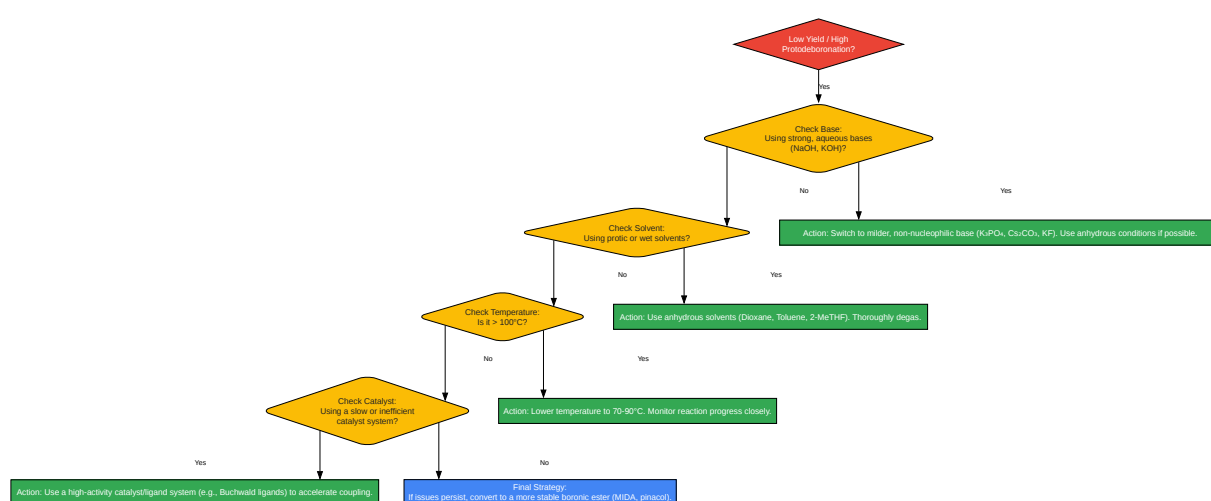 Low Yield / High
Protodeboronation?
Yes
Check Base:
Using strong, aqueous bases
(NaOH, KOH)?
No
Yes
Check Solvent:
Using protic or wet solvents?
Action: Switch to milder, non-nucleophilic base (K₃PO₄, Cs₂CO₃, KF). Use anhydrous conditions if possible.
No
Yes
Check Temperature:
Is it > 100°C?
Action: Use anhydrous solvents (Dioxane, Toluene, 2-MeTHF). Thoroughly degas.
No
Yes
Check Catalyst:
Using a slow or inefficient
catalyst system?
Action: Lower temperature to 70-90°C. Monitor reaction progress closely.
Yes
No
Action: Use a high-activity catalyst/ligand system (e.g., Buchwald ligands) to accelerate coupling.
Final Strategy:
If issues persist, convert to a more stable boronic ester (MIDA, pinacol).